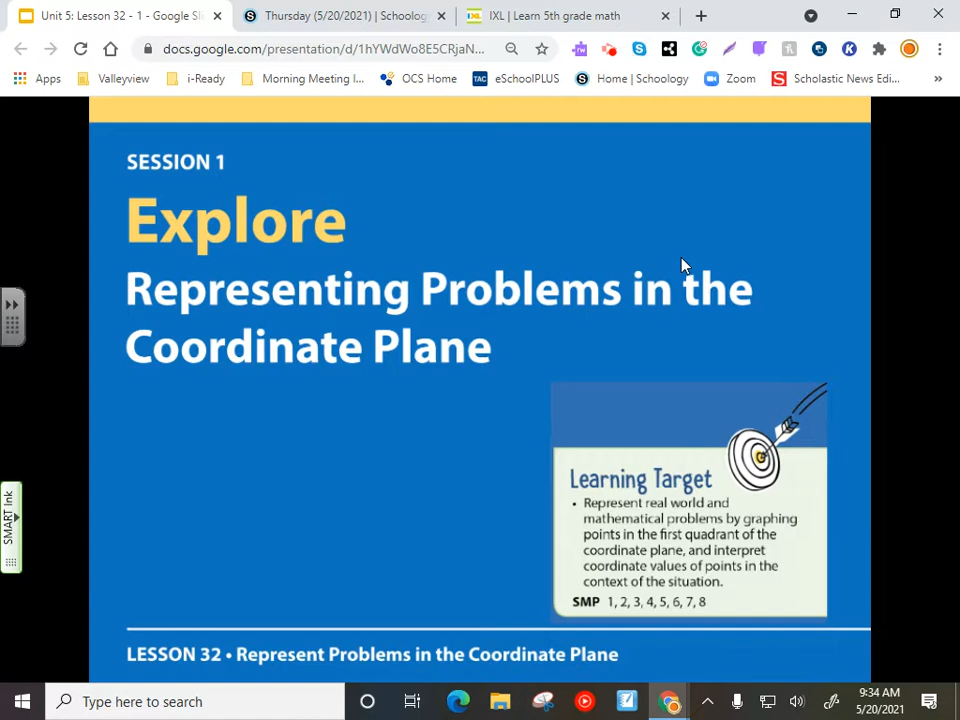 Unit 5: Lesson 32 - 1 - Google Sli
Thursday (5/20/2021) | Schoolog
IXL | Learn 5th grade math
docs.google.com/presentation/d/1hYWdWo8E5CRjaN...
Apps
Valleyview
i-Ready
Morning Meeting I...
OCS Home
eSchoolPLUS
Home | Schoology
Zoom
Scholastic News Edi...
SESSION 1
Explore
Representing Problems in the
Coordinate Plane
Learning Target
• Represent real world and
mathematical problems by graphing
points in the first quadrant of the
coordinate plane, and interpret
coordinate values of points in the
context of the situation.
SMP 1, 2, 3, 4, 5, 6, 7, 8
LESSON 32 • Represent Problems in the Coordinate Plane
SMART Ink
Type here to search
9:34 AM
5/20/2021